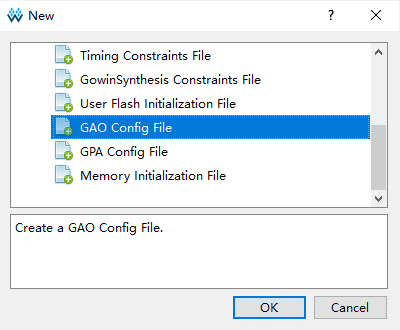 New
?
Timing Constraints File
GowinSynthesis Constraints File
User Flash Initialization File
GAO Config File
GPA Config File
Memory Initialization File
Create a GAO Config File.
OK Cancel